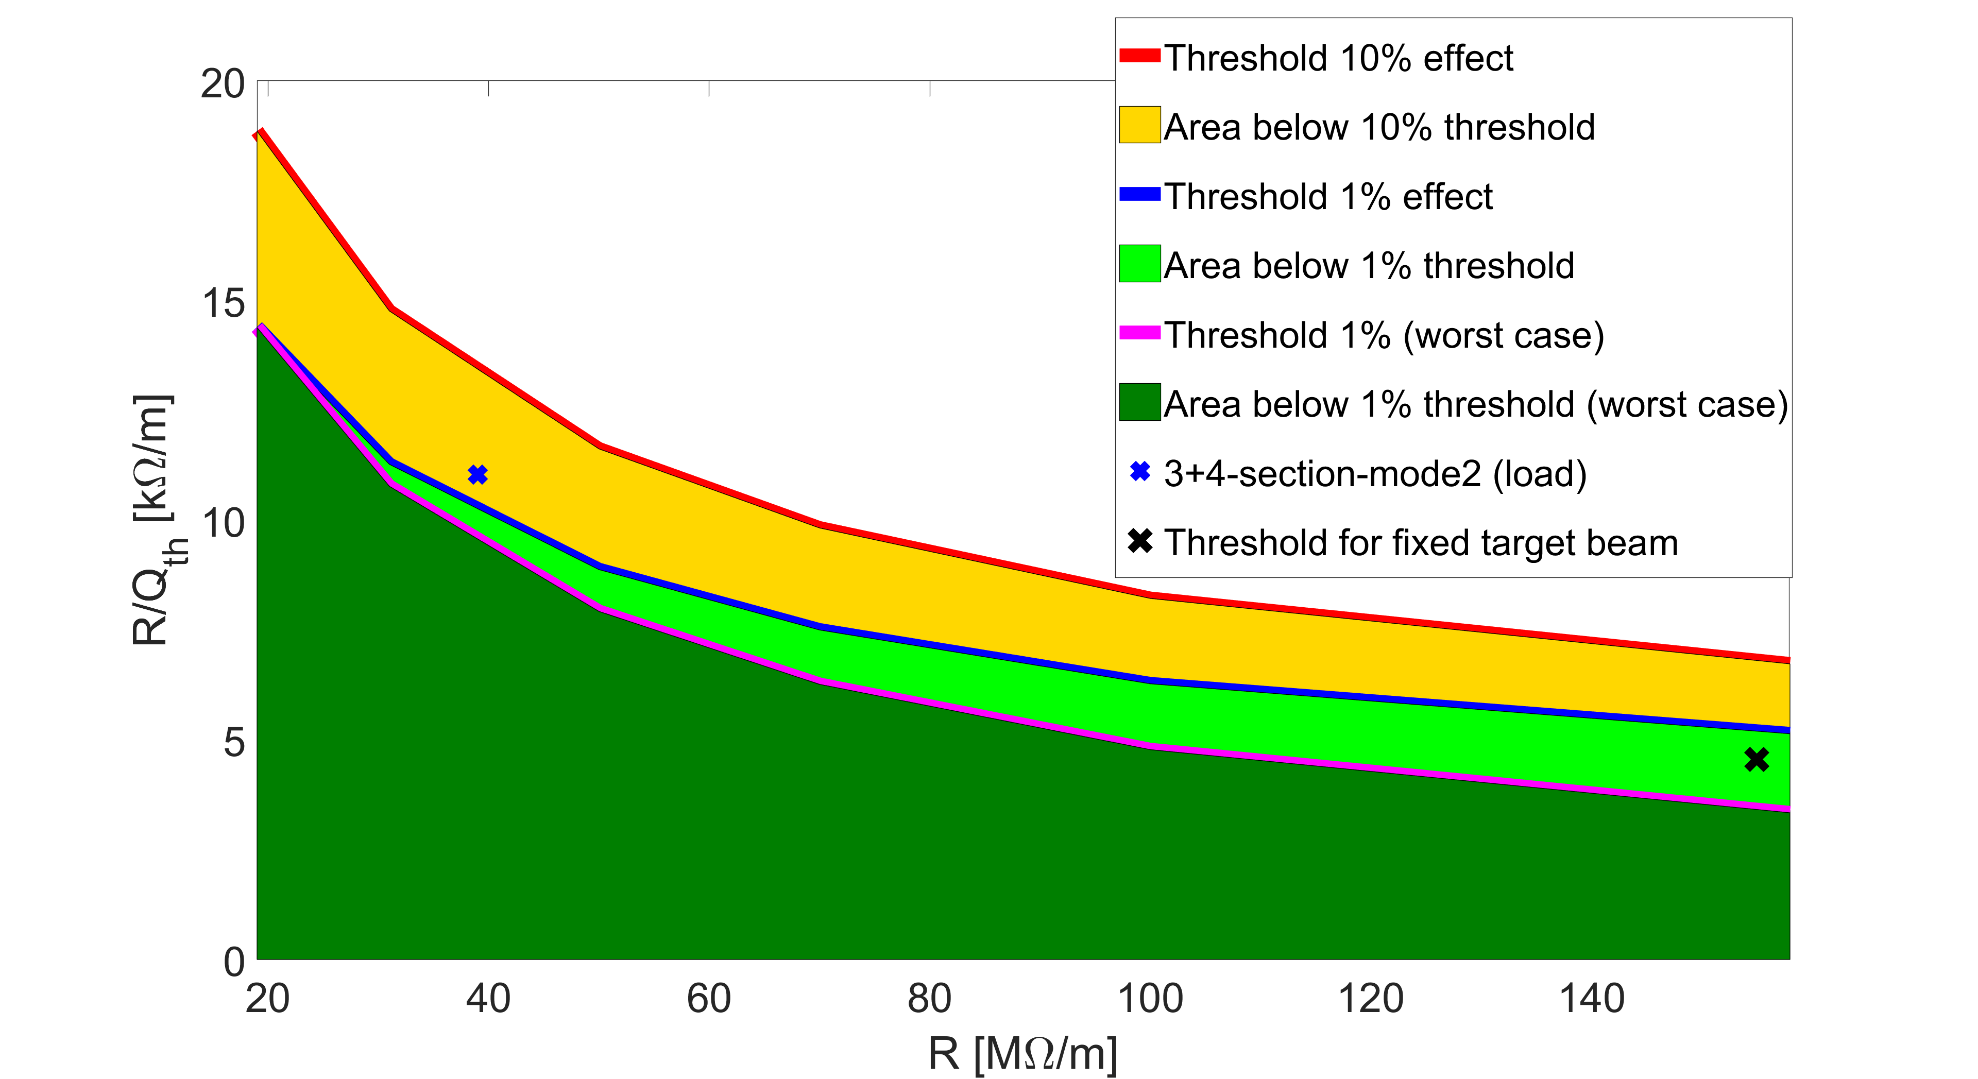 Threshold 10% effect
Area below 10% threshold
Threshold 1% effect
Area below 1% threshold
Threshold 1% (worst case)
Area below 1% threshold (worst case)
3+4-section-mode2 (load)
Threshold for fixed target beam
20
15
10
5
0
R/Qth [kΩ/m]
20 40 60 80 100 120 140
R [MΩ/m]